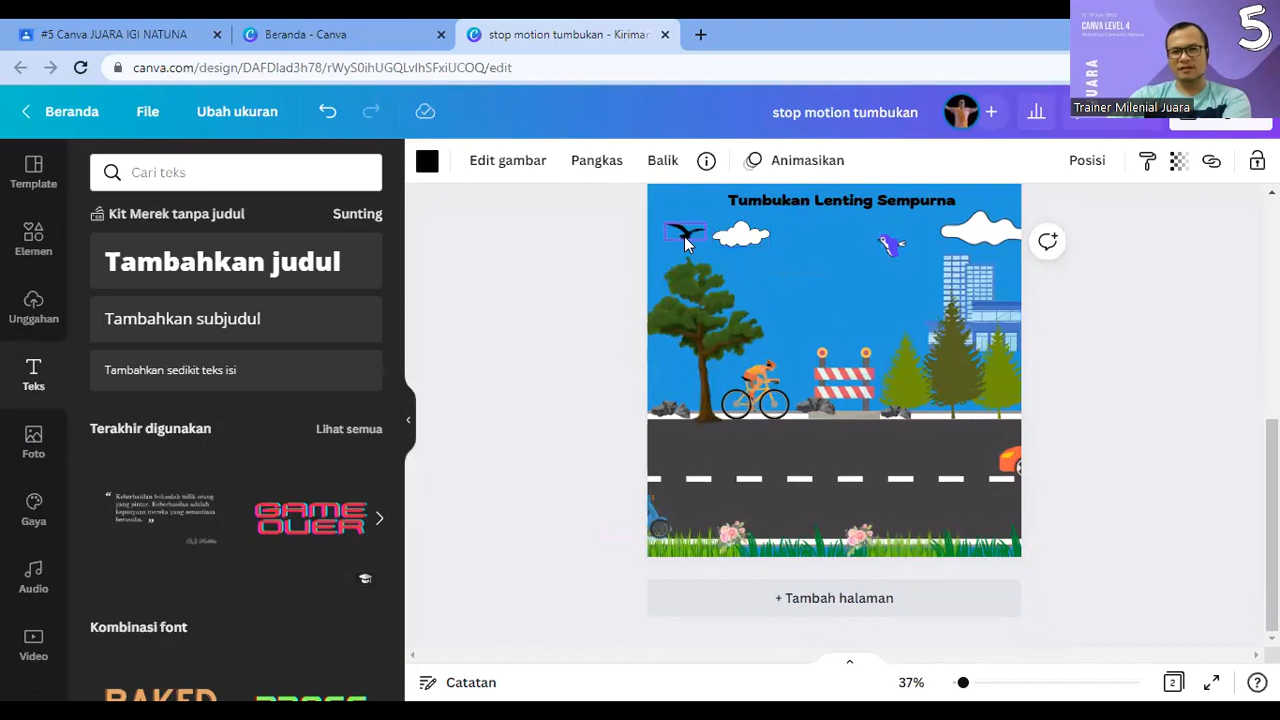 #5 Canva JUARA IGI NATUNA
Beranda - Canva
stop motion tumbukan - Kirimar
canva.com/design/DAFDlad3h78/rWyS0ihUGQLvIhSFxiUCOQ/edit
CANVA LEVEL 4
5
UARA
Trainer Milenial Juara
Beranda
File
Ubah ukuran
stop motion tumbukan
Template
Elemen
Unggahan
Teks
Foto
Gaya
Audio
Video
Cari teks
Kit Merek tanpa judul
Sunting
Tambahkan judul
Tambahkan subjudul
Tambahkan sedikit teks isi
Terakhir digunakan
Lihat semua
GAME
OVER
Kombinasi font
BAKED
Edit gambar
Pangkas
Balik
Animasikan
Posisi
Tumbukan Lenting Sempurna
+ Tambah halaman
Catatan
37%
2